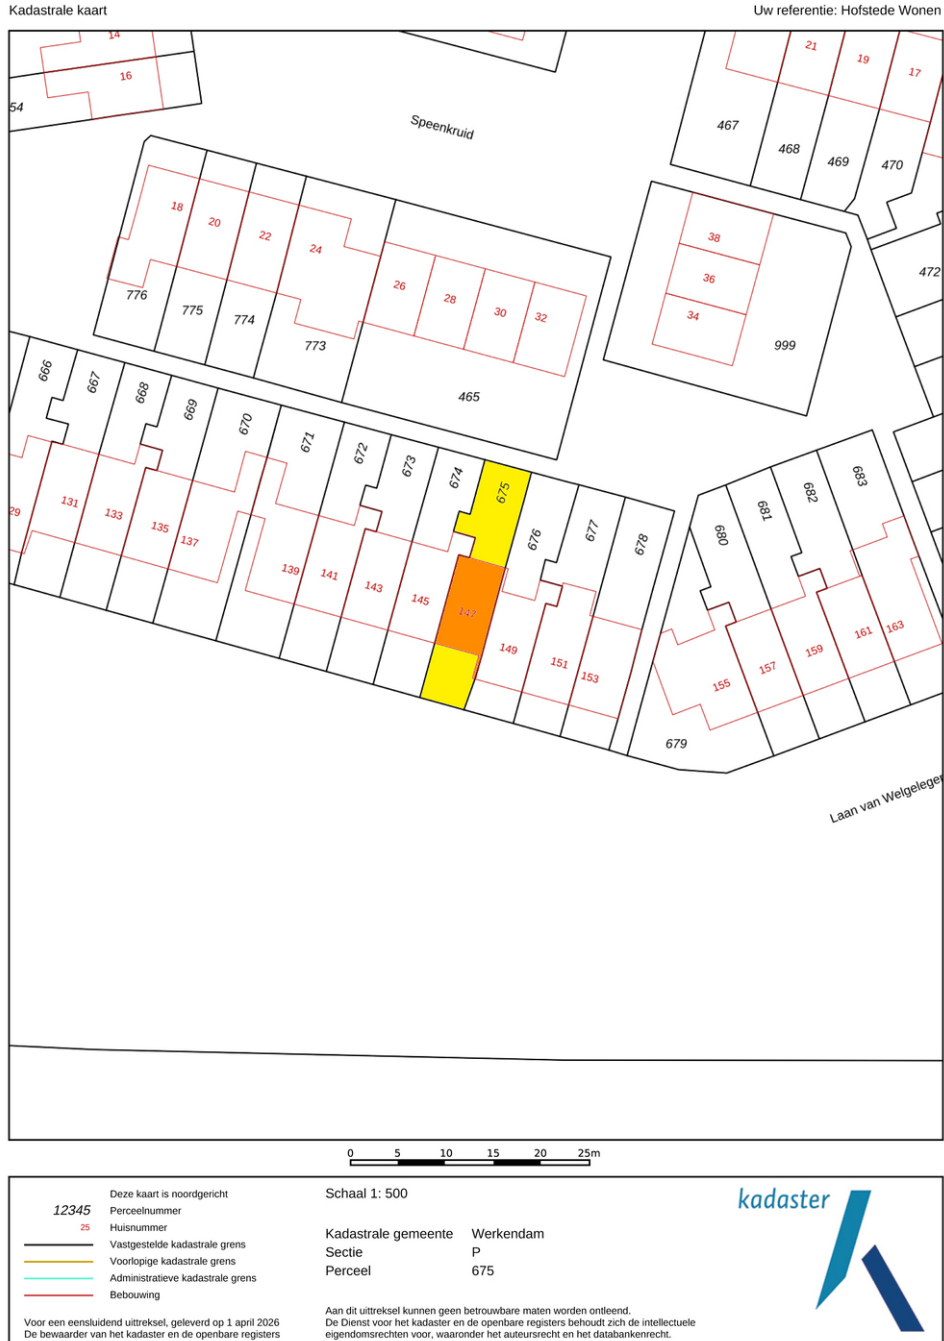 Kadastrale kaart
Uw referentie: Hofstede Wonen
14
16
54
Speenkruid
21
19
17
467
468
469
470
472
18
20
22
24
26
28
30
32
776
775
774
773
465
38
36
34
999
666
667
668
669
670
671
672
673
674
675
676
677
678
680
681
682
683
29
131
133
135
137
139
141
143
145
147
149
151
153
155
157
159
161
163
679
Laan van Welgelegen
0 5 10 15 20 25m
Deze kaart is noordgericht
12345 Perceelnummer
25 Huisnummer
Vastgestelde kadastrale grens
Voorlopige kadastrale grens
Administratieve kadastrale grens
Bebouwing
Voor een eensluidend uittreksel, geleverd op 1 april 2026
De bewaarder van het kadaster en de openbare registers
Schaal 1: 500
Kadastrale gemeente Werkendam
Sectie P
Perceel 675
Aan dit uittreksel kunnen geen betrouwbare maten worden ontleend.
De Dienst voor het kadaster en de openbare registers behoudt zich de intellectuele
eigendomsrechten voor, waaronder het auteursrecht en het databankenrecht.
kadaster